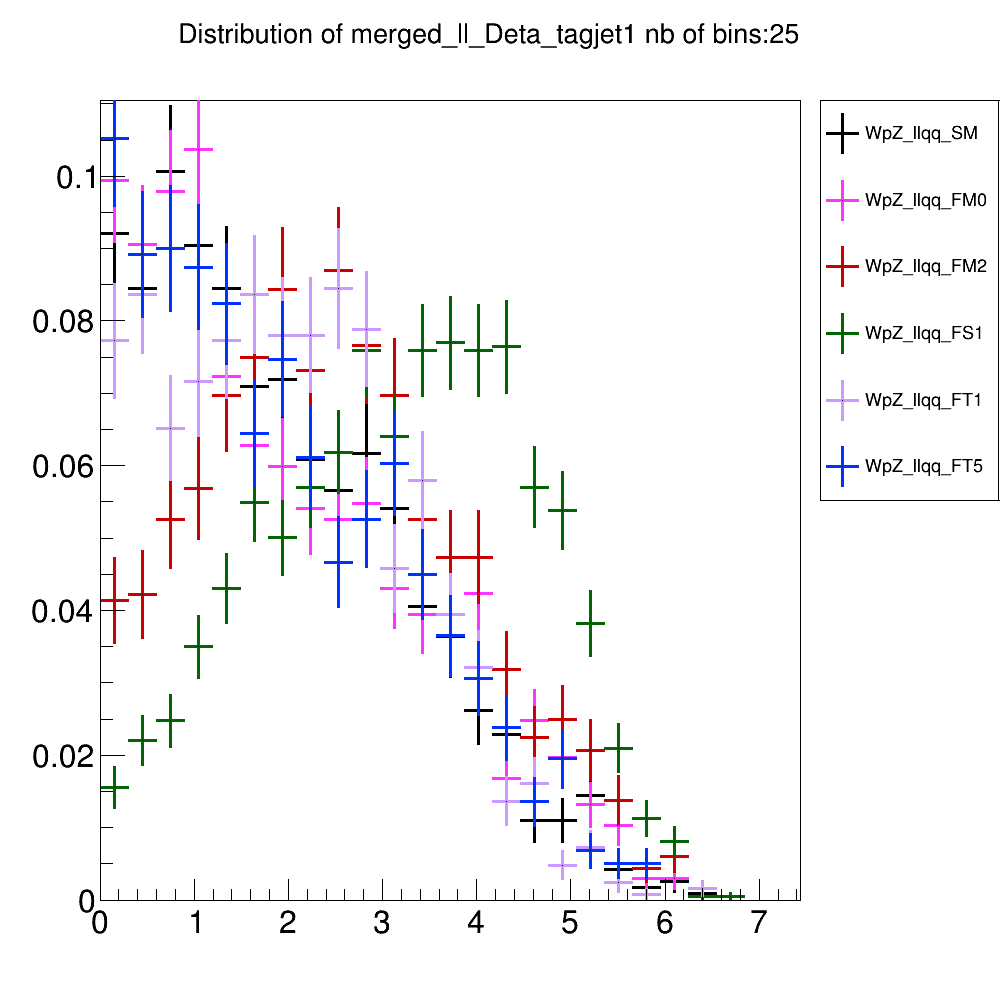 Distribution of merged_ll_Deta_tagjet1 nb of bins:25
0.1
0.08
0.06
0.04
0.02
0
0 1 2 3 4 5 6 7
WpZ_llqq_SM
WpZ_llqq_FM0
WpZ_llqq_FM2
WpZ_llqq_FS1
WpZ_llqq_FT1
WpZ_llqq_FT5